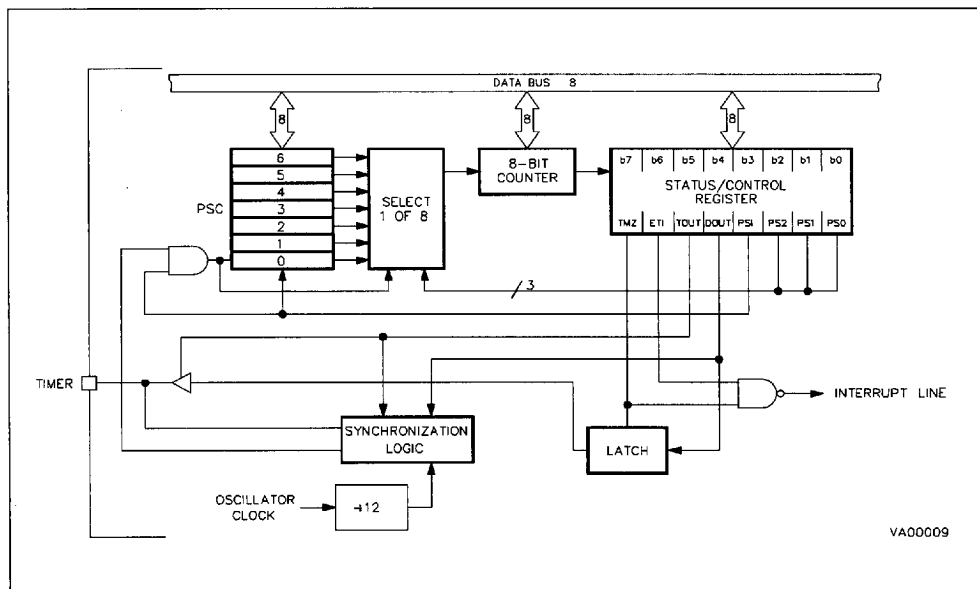 DATA BUS 8
8
8
8
6
5
4
3
2
1
0
PSC
SELECT
1 OF 8
8-BIT
COUNTER
b7 b6 b5 b4 b3 b2 b1 b0
STATUS/CONTROL
REGISTER
TMZ ETI TOUT DOUT PSI PS2 PS1 PS0
3
TIMER
SYNCHRONIZATION
LOGIC
LATCH
INTERRUPT LINE
OSCILLATOR
CLOCK
÷12
VA00009